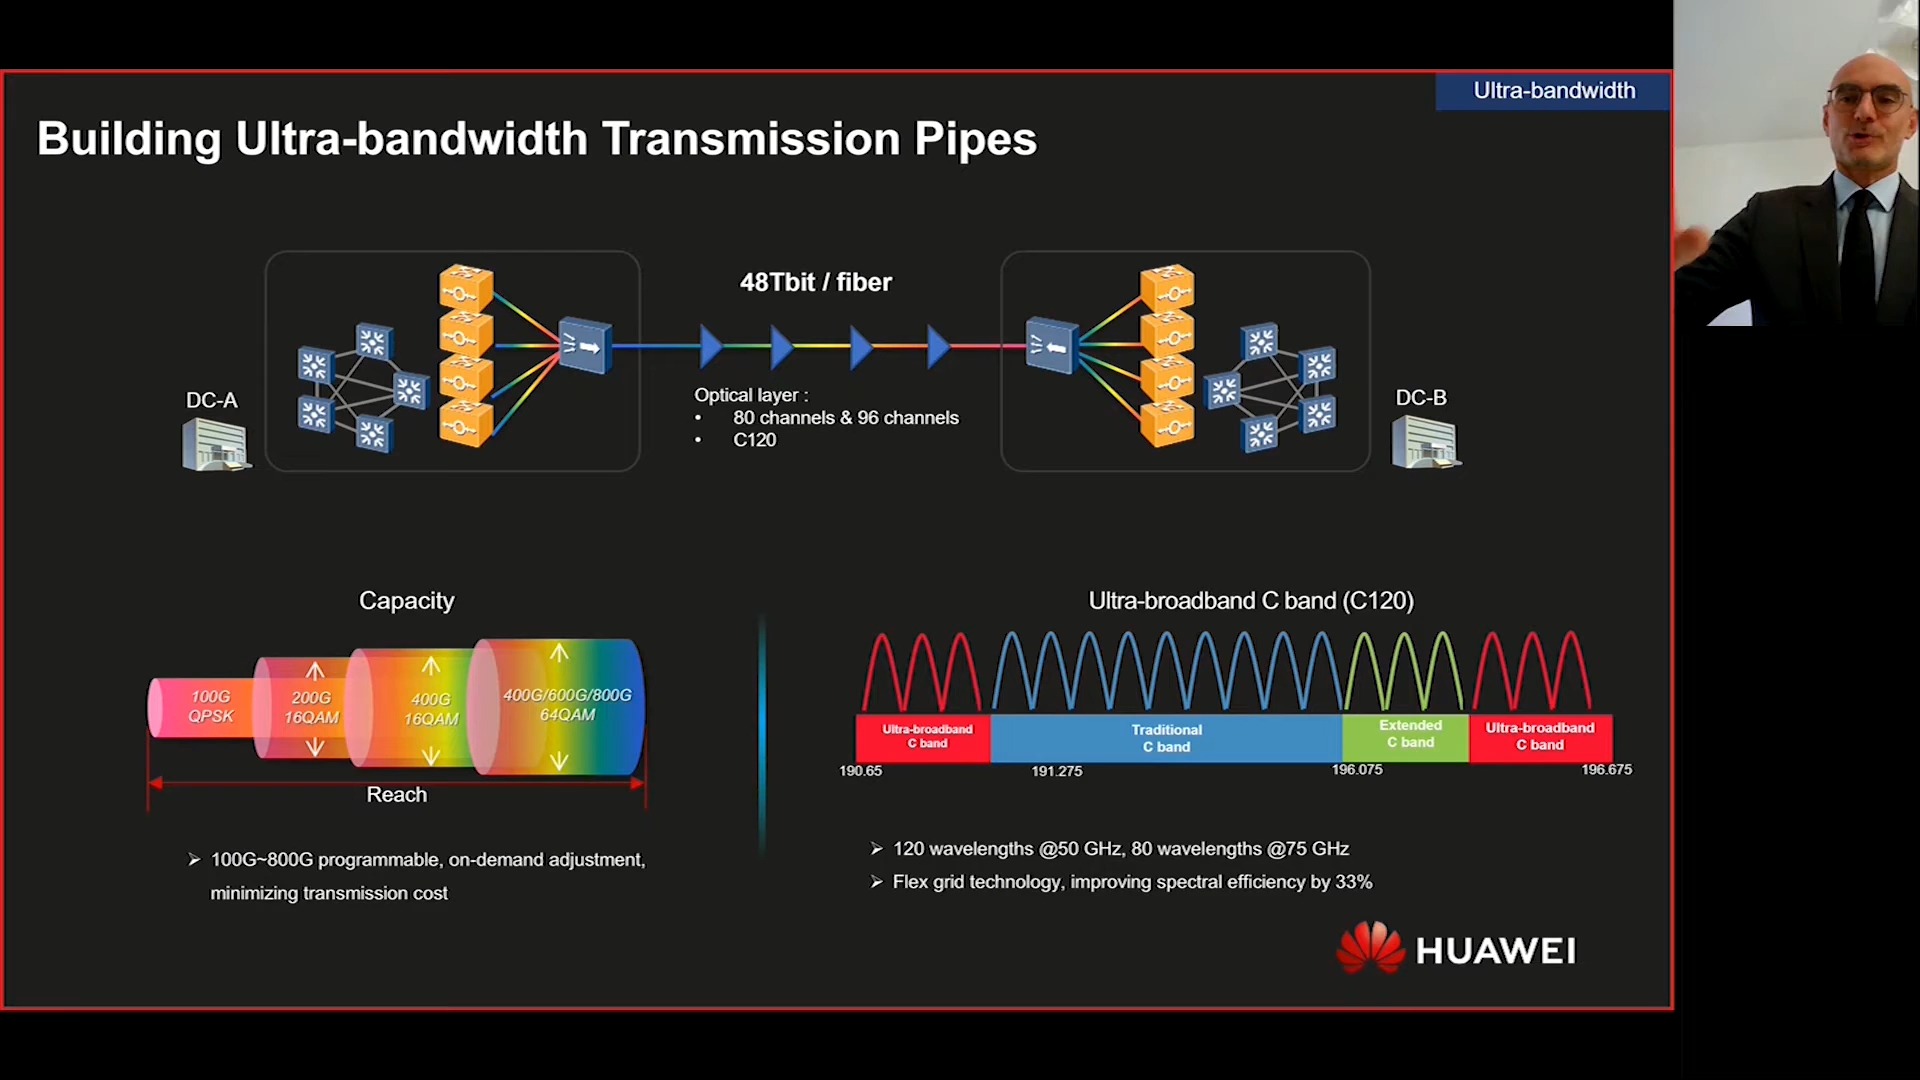 Ultra-bandwidth
Building Ultra-bandwidth Transmission Pipes
48Tbit / fiber
DC-A
Optical layer :
• 80 channels & 96 channels
• C120
DC-B
Capacity
100G
QPSK
200G
16QAM
400G
16QAM
400G/600G/800G
64QAM
Reach
➢ 100G~800G programmable, on-demand adjustment,
minimizing transmission cost
Ultra-broadband C band (C120)
Ultra-broadband
C band
Traditional
C band
Extended
C band
Ultra-broadband
C band
190.65
191.275
196.075
196.675
➢ 120 wavelengths @50 GHz, 80 wavelengths @75 GHz
➢ Flex grid technology, improving spectral efficiency by 33%
HUAWEI